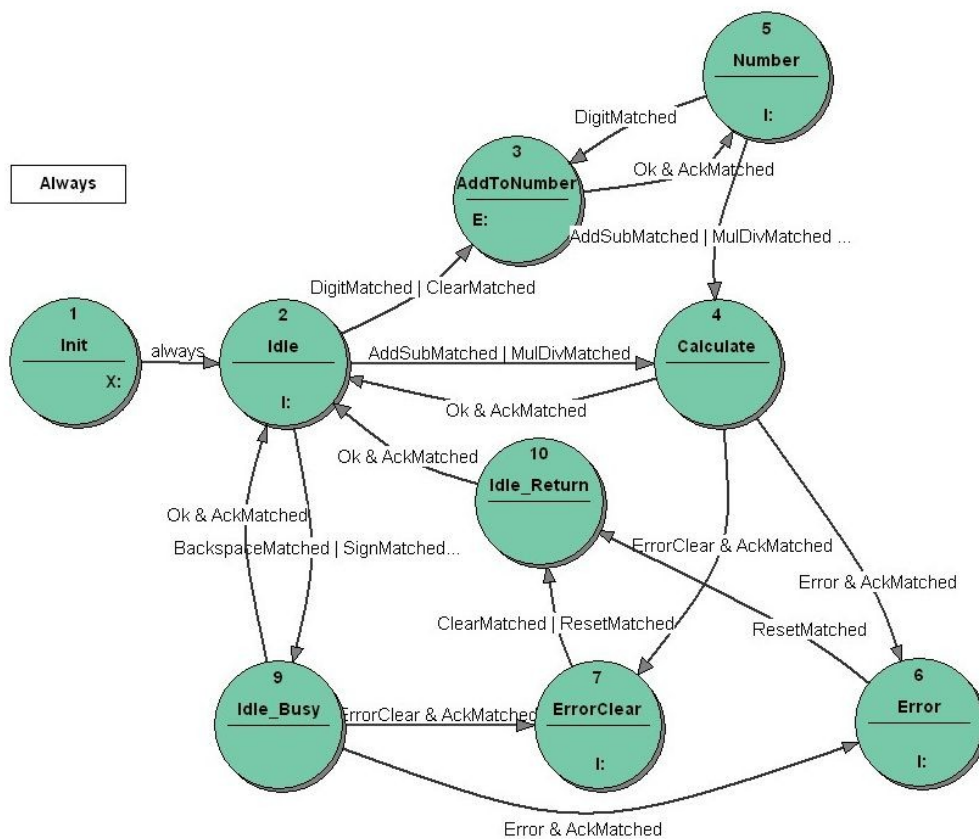 5
Number
I:
DigitMatched
3
AddToNumber
E:
Ok & AckMatched
Always
AddSubMatched | MulDivMatched ...
DigitMatched | ClearMatched
1
Init
X:
always
2
Idle
I:
AddSubMatched | MulDivMatched
4
Calculate
Ok & AckMatched
Ok & AckMatched
10
Idle_Return
Ok & AckMatched
BackspaceMatched | SignMatched...
ErrorClear & AckMatched
Error & AckMatched
ClearMatched | ResetMatched
ResetMatched
9
Idle_Busy
ErrorClear & AckMatched
7
ErrorClear
I:
6
Error
I:
Error & AckMatched